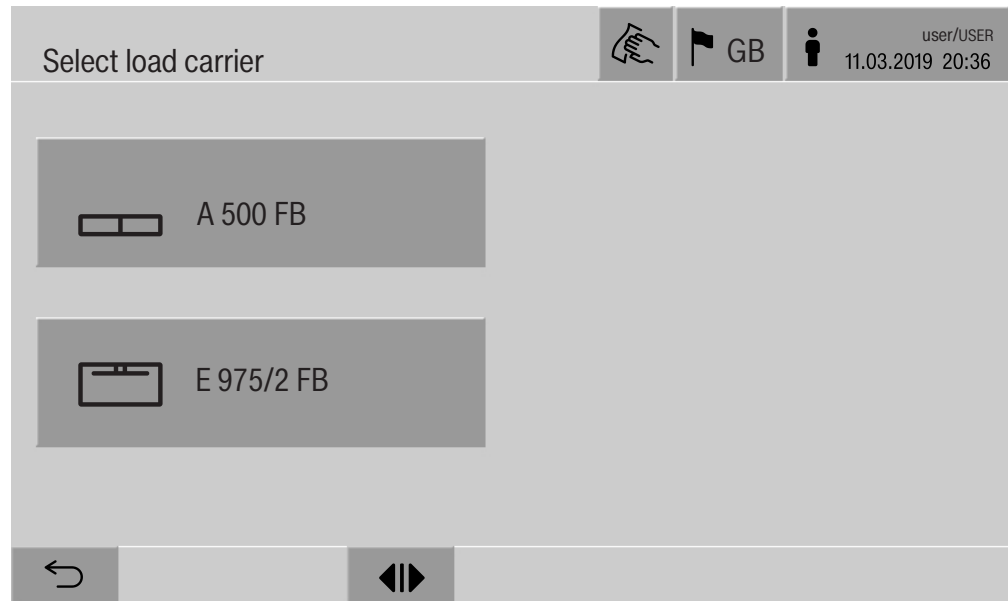 Select load carrier
GB
user/USER
11.03.2019 20:36
A 500 FB
E 975/2 FB